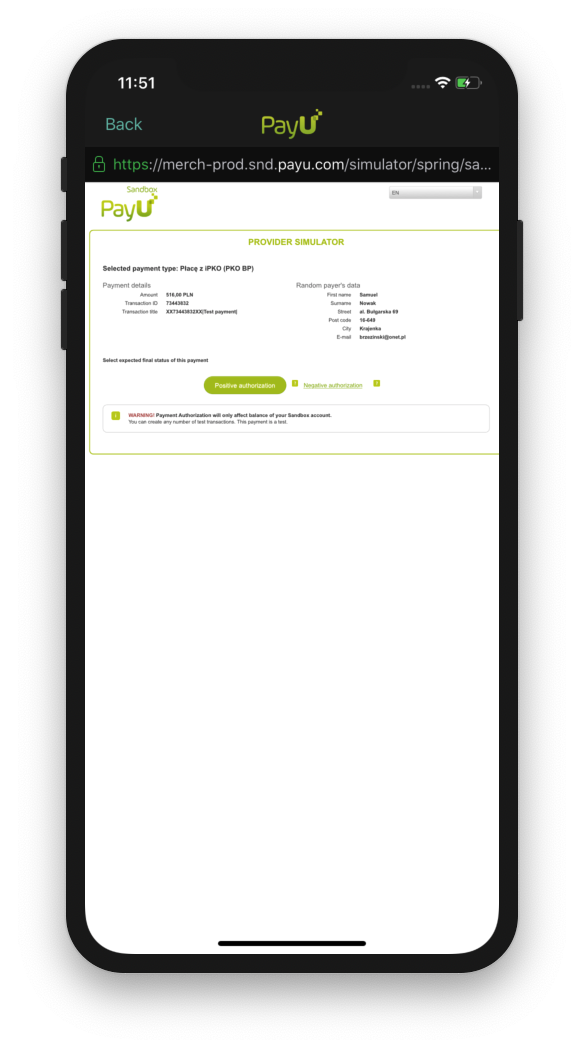 11:51
Back
PayU
https://merch-prod.snd.payu.com/simulator/spring/sa...
Sandbox
PayU
EN
PROVIDER SIMULATOR
Selected payment type: Płacę z iPKO (PKO BP)
Payment details
Amount 516,00 PLN
Transaction ID 73443832
Transaction title XX73443832XX(Test payment(
Random payer's data
First name Samuel
Surname Nowak
Street al. Bulgarska 69
Post code 16-648
City Krajenka
E-mail brzezinski@onet.pl
Select expected final status of this payment
Positive authorization
Negative authorization
WARNING! Payment Authorization will only affect balance of your Sandbox account.
You can create any number of test transactions. This payment is a test.